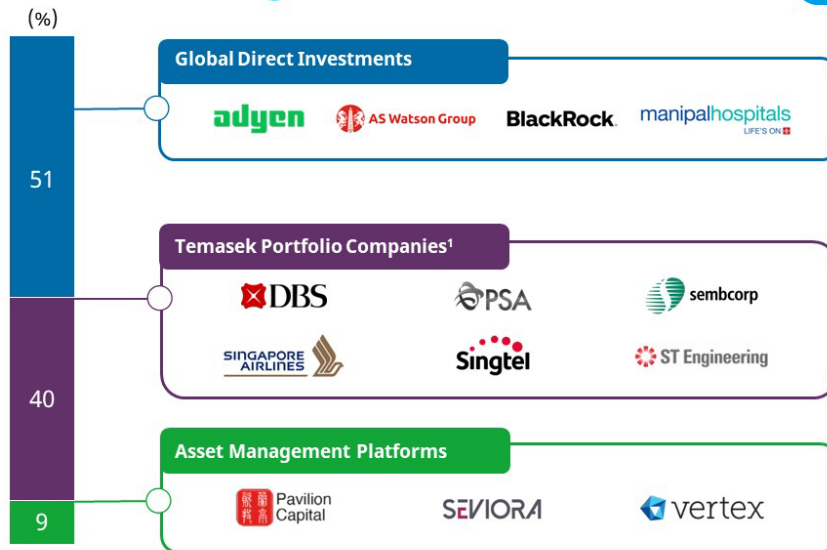 (%)
51
40
9
Global Direct Investments
adyen
AS Watson Group
BlackRock.
manipalhospitals
LIFE'S ON
Temasek Portfolio Companies¹
DBS
PSA
sembcorp
SINGAPORE
AIRLINES
Singtel
ST Engineering
Asset Management Platforms
Pavilion
Capital
SEVIORA
vertex